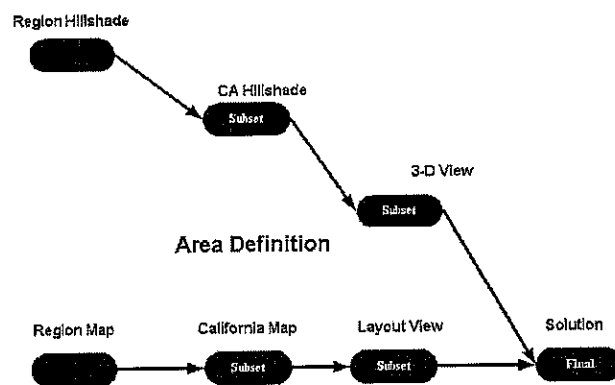 Region Hillshade
CA Hillshade
Subset
3-D View
Subset
Area Definition
Region Map
California Map
Layout View
Solution
Subset
Subset
Final